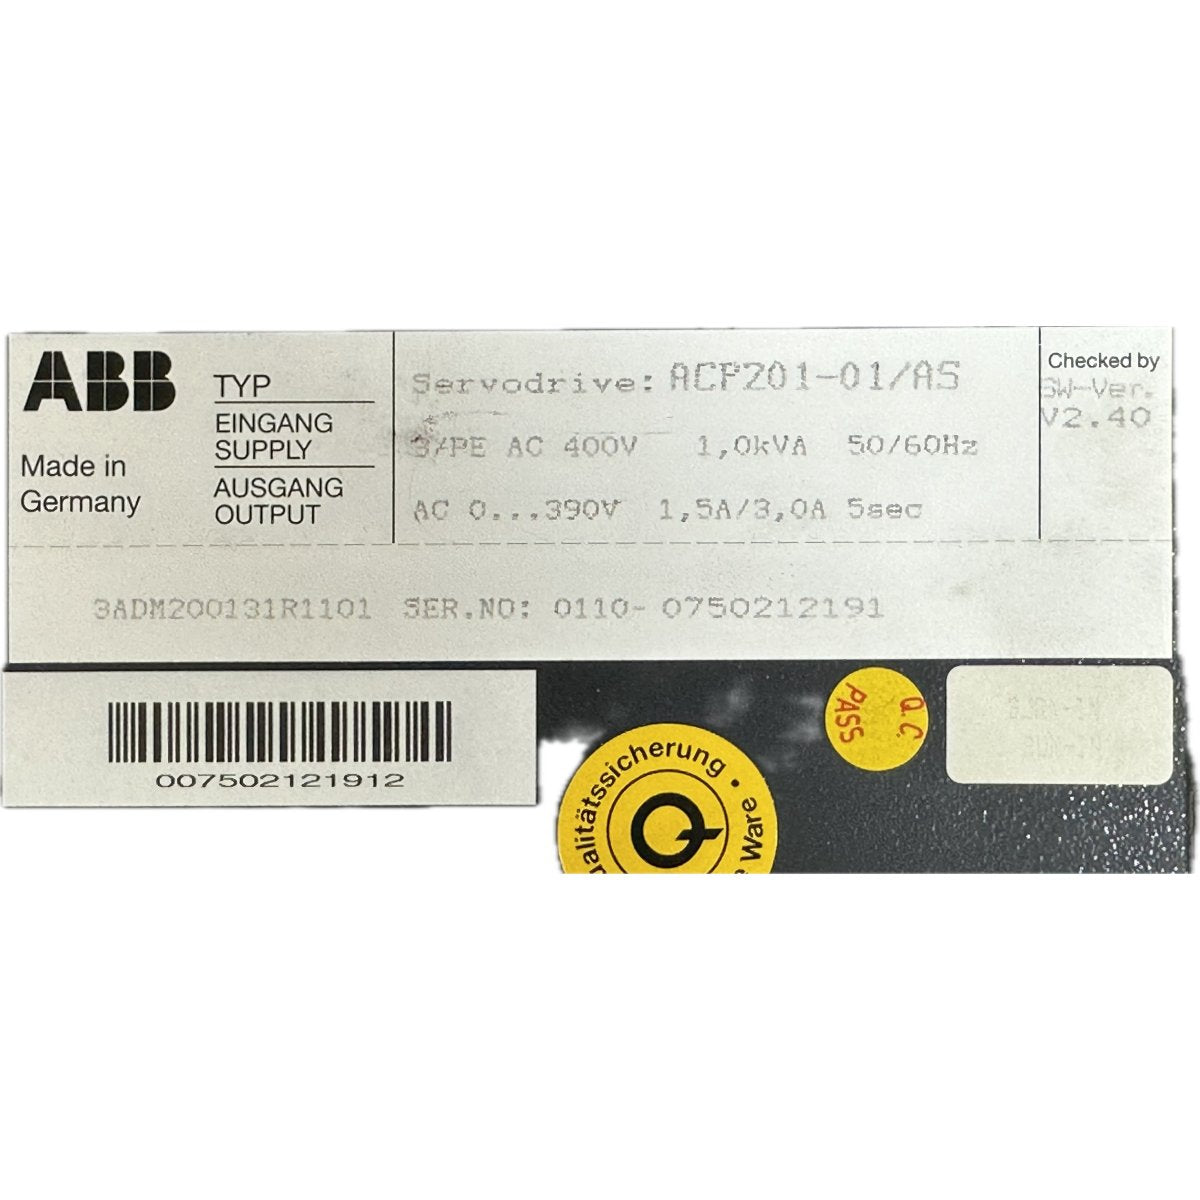 ABB
Made in
Germany
TYP
EINGANG
SUPPLY
AUSGANG
OUTPUT
Servodrive: ACP201-01/AS
3/PE AC 400V 1,0kVA 50/60Hz
AC 0...390V 1,5A/3,0A 5sec
Checked by
SW-Ver.
V2.40
3ADM200131R1101 SER.NO: 0110- 0750212191
007502121912
Q.C.
PASS
Qualitätssicherung •
Ware